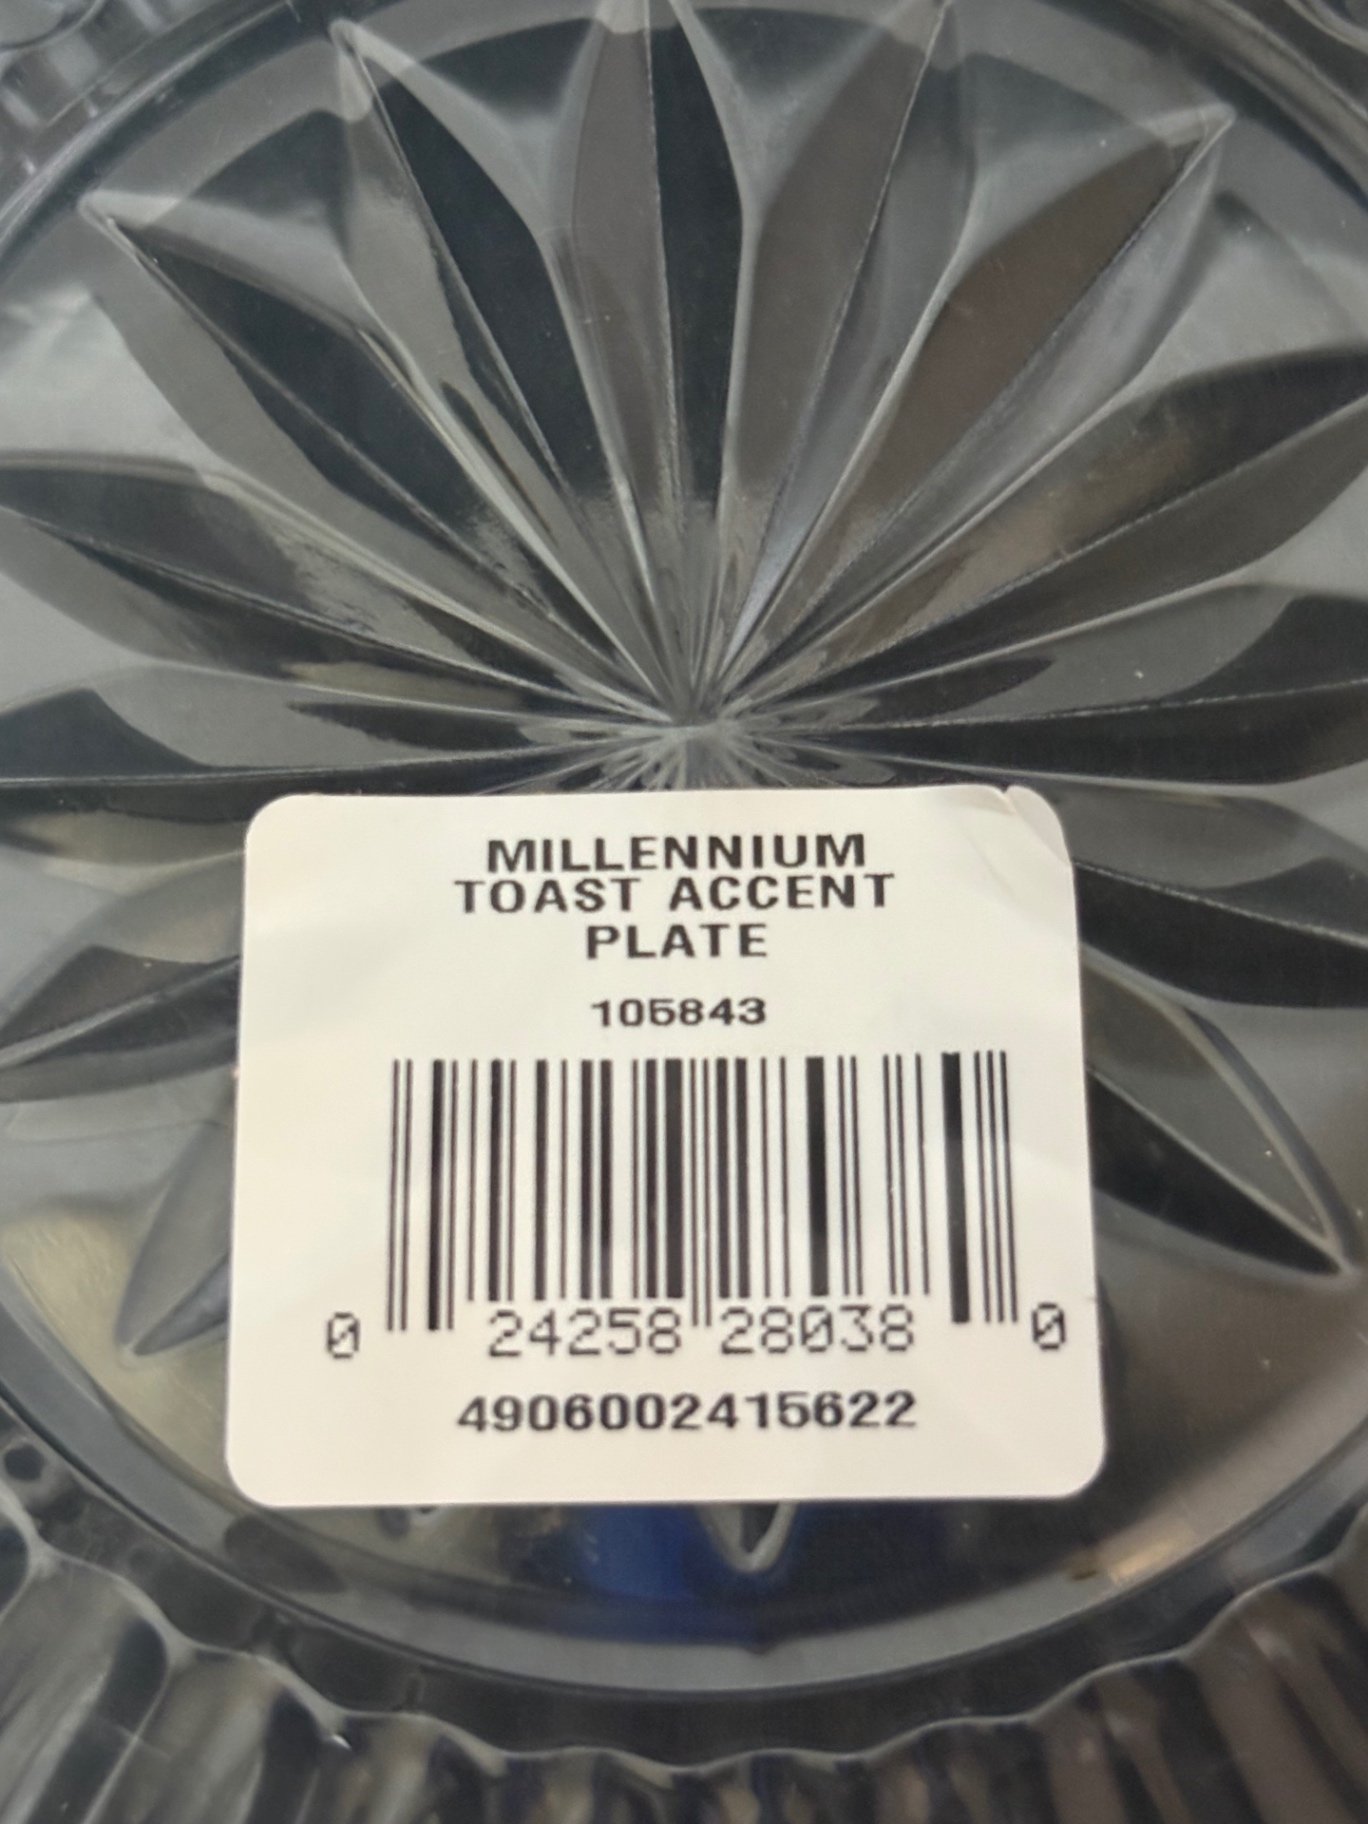 MILLENNIUM
TOAST ACCENT
PLATE
105843
0 24258 28038 0
4906002415622